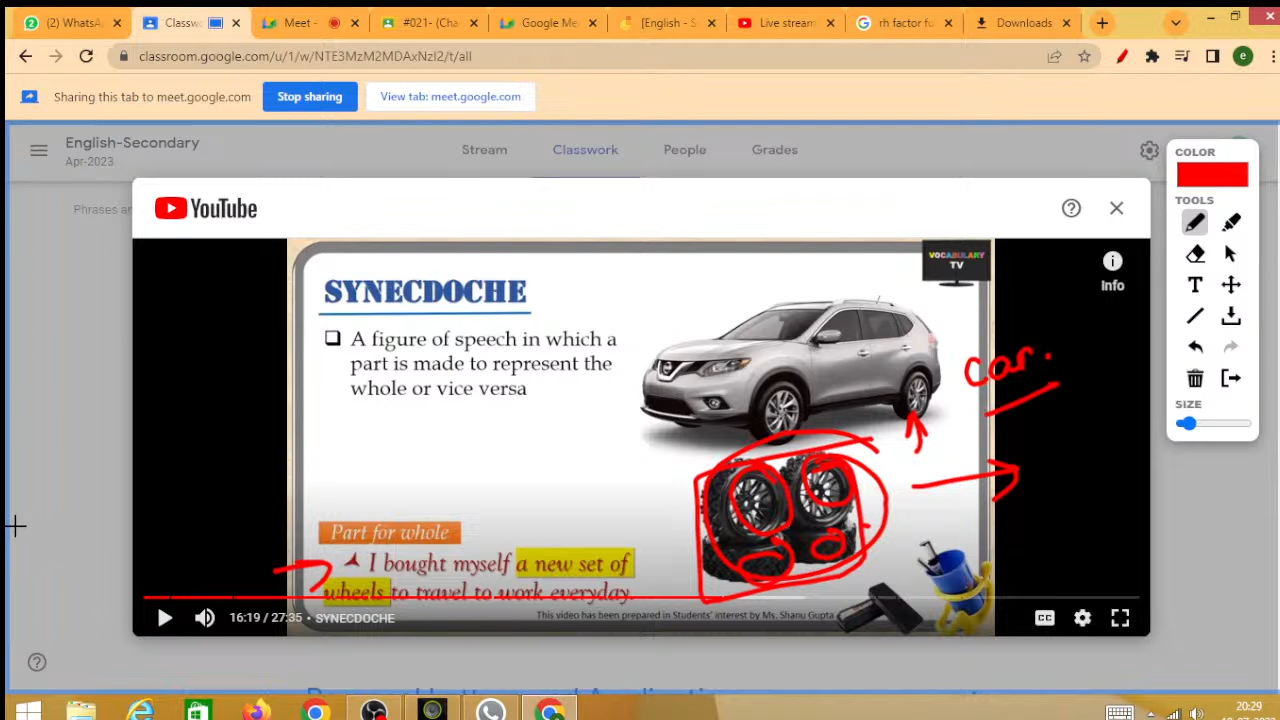 (2) WhatsA
Classw
Meet -
#021- (Cha
Google Me
[English - S
Live stream
rh factor fo
Downloads
classroom.google.com/u/1/w/NTE3MzM2MDAxNzI2/t/all
e
Sharing this tab to meet.google.com
Stop sharing
View tab: meet.google.com
English-Secondary
Apr-2023
Stream
Classwork
People
Grades
COLOR
TOOLS
T
SIZE
Phrases an
YouTube
VOCABULARY
TV
Info
SYNECDOCHE
A figure of speech in which a
part is made to represent the
whole or vice versa
car.
Part for whole
I bought myself a new set of
wheels to travel to work everyday.
This video has been prepared in Students' interest by Ms. Shanu Gupta
16:19 / 27:35 • SYNECDOCHE
CC
20:29